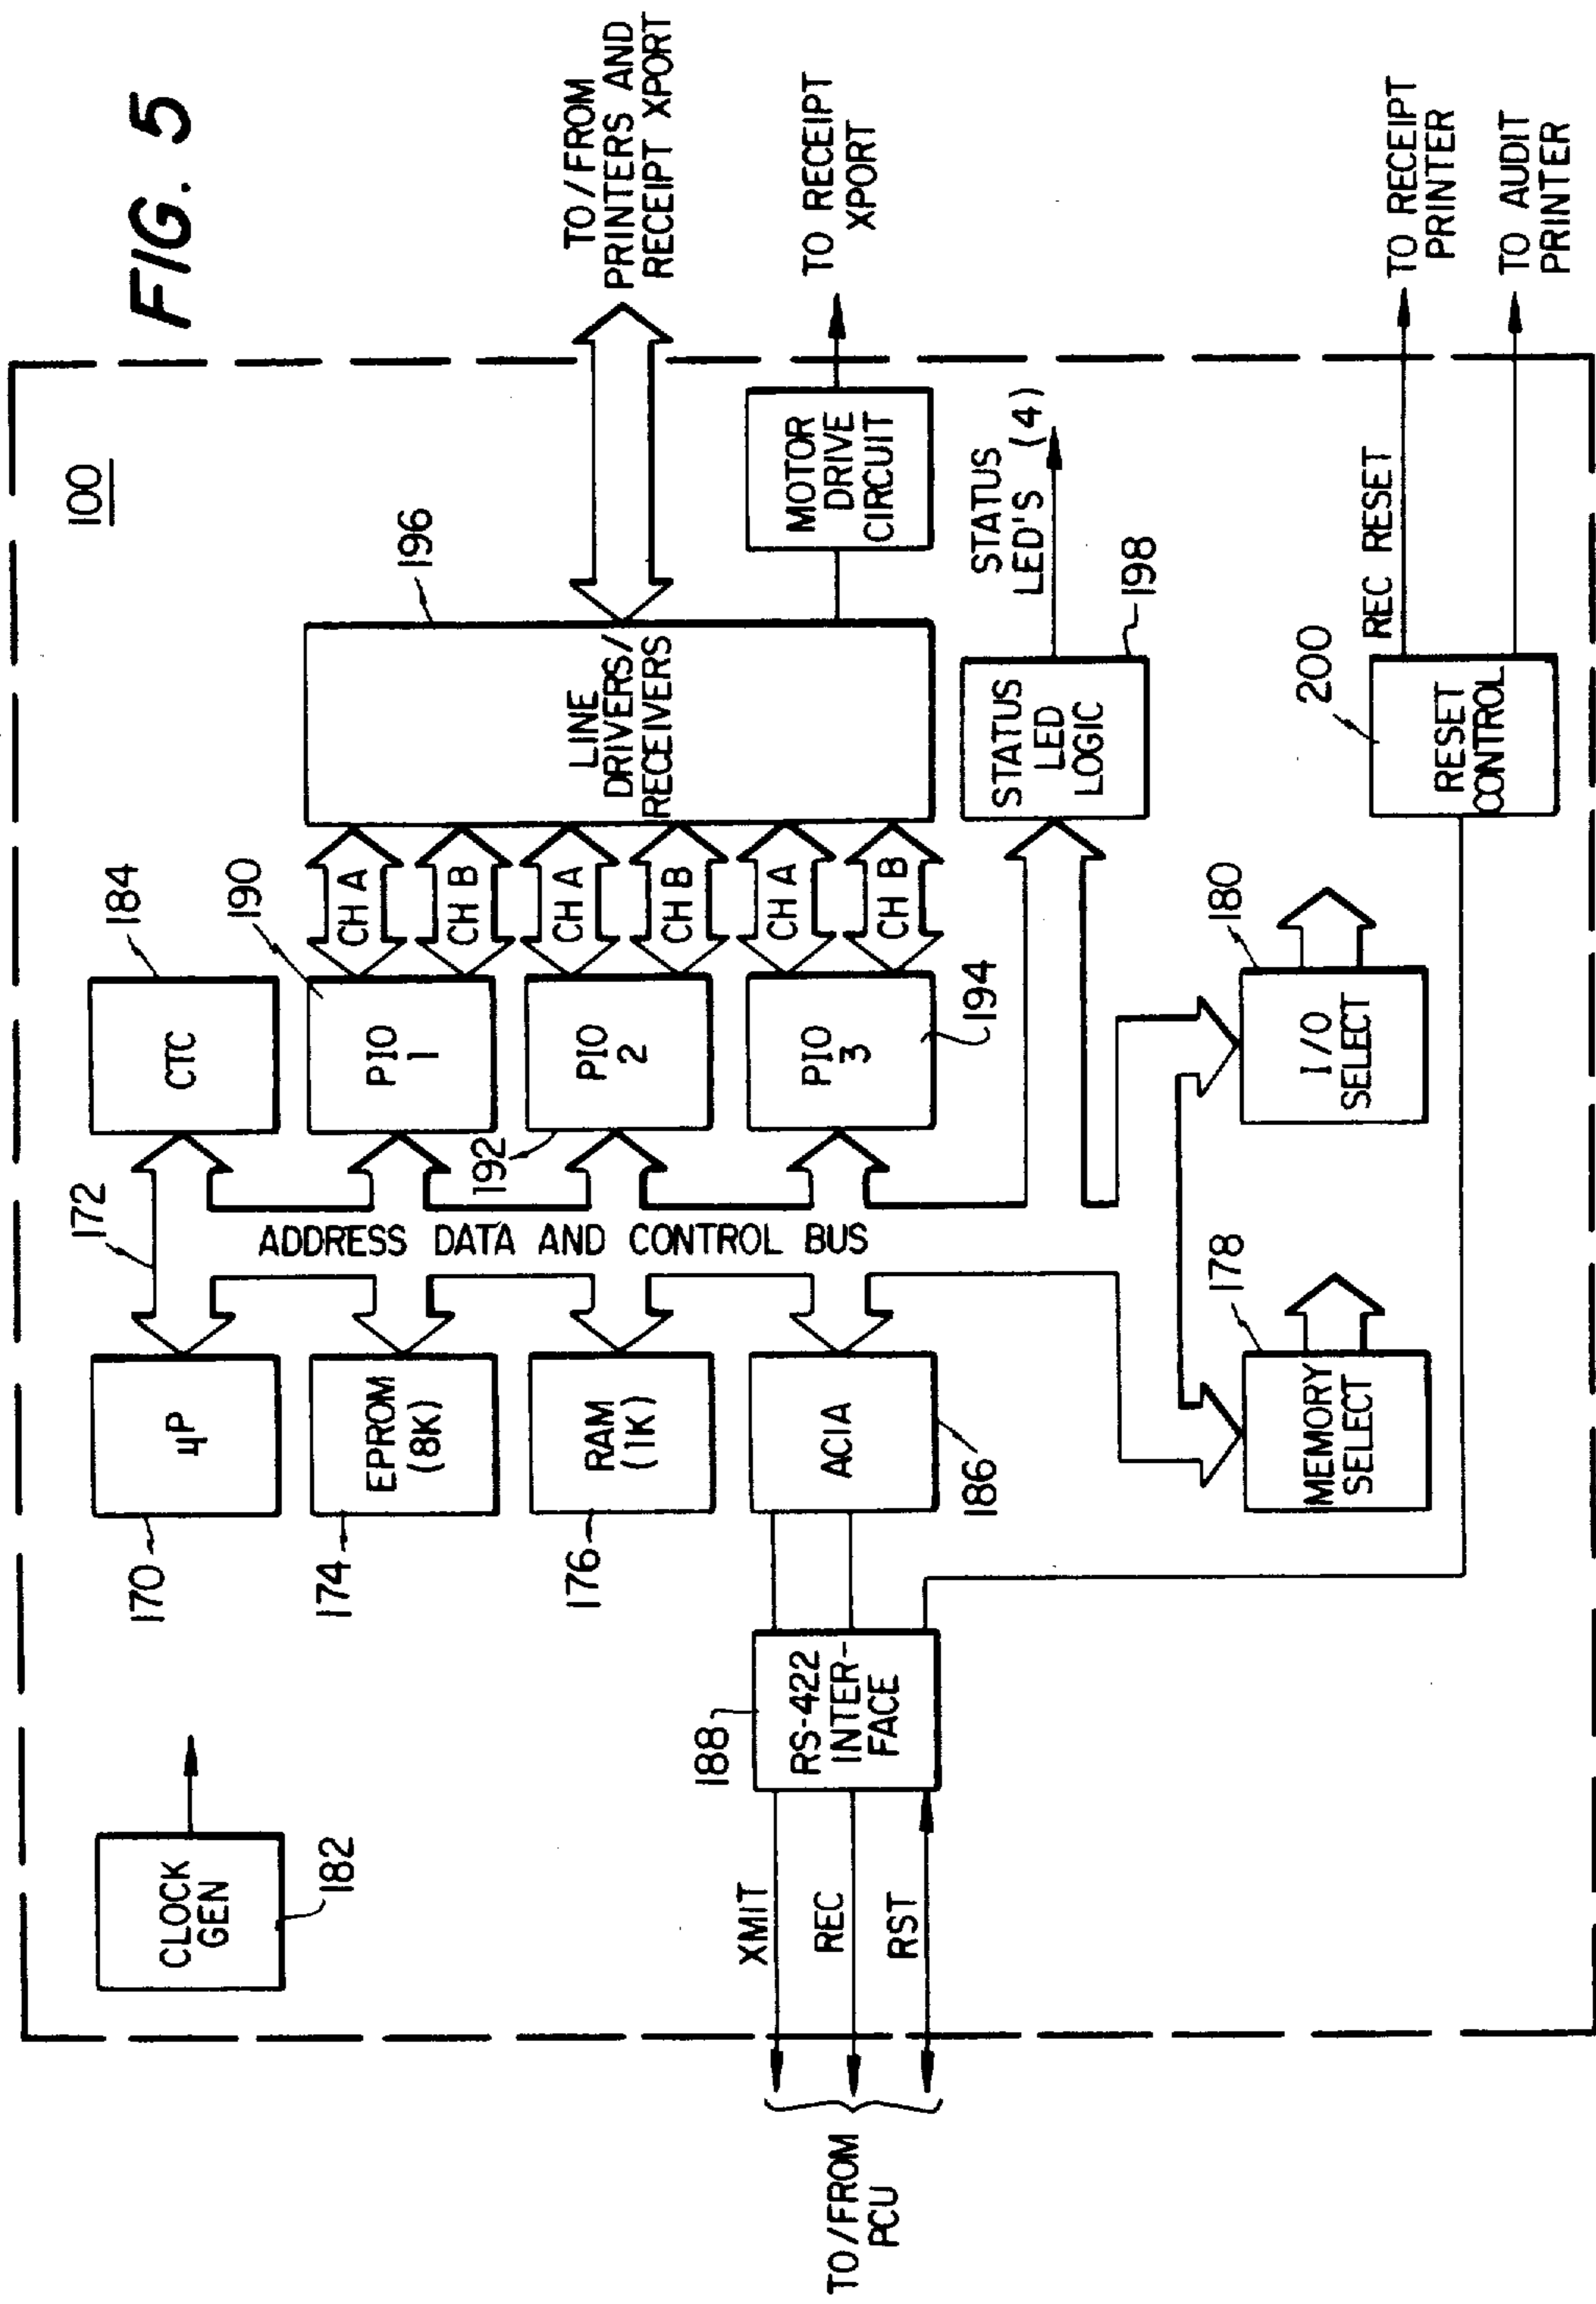 FIG. 5
100
TO/FROM
PRINTERS AND
RECEIPT XPORT
TO RECEIPT
XPORT
TO RECEIPT
PRINTER
TO AUDIT
PRINTER
CLOCK
GEN
182
170
μP
172
CTC
184
174
EPROM
(8K)
ADDRESS DATA AND CONTROL BUS
PIO
1
190
CH A
CH B
176
RAM
(1K)
192
PIO
2
CH A
CH B
ACIA
186
PIO
3
194
CH A
CH B
LINE
DRIVERS/
RECEIVERS
196
MOTOR
DRIVE
CIRCUIT
STATUS
LED
LOGIC
198
STATUS
LED'S (4)
188
RS-422
INTER-
FACE
XMIT
REC
RST
TO/FROM
PCU
178
MEMORY
SELECT
180
I/O
SELECT
200
RESET
CONTROL
REC RESET